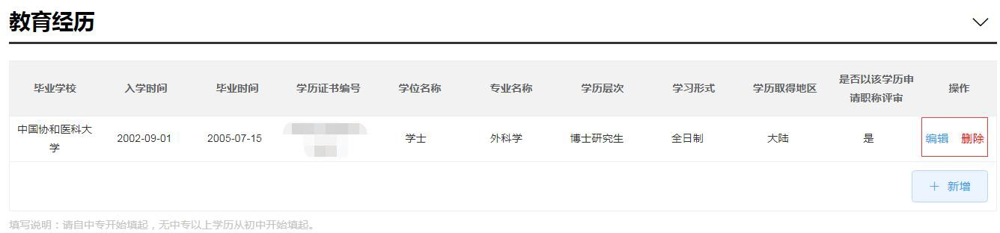 教育经历
毕业学校 入学时间 毕业时间 学历证书编号 学位名称 专业名称 学历层次 学习形式 学历取得地区 是否以该学历申 操作
请职称评审
中国协和医科大 2002-09-01 2005-07-15 学士 外科学 博士研究生 全日制 大陆 是 编辑 删除
学
+ 新增
填写说明：请自中专开始填起，无中专以上学历从初中开始填起。